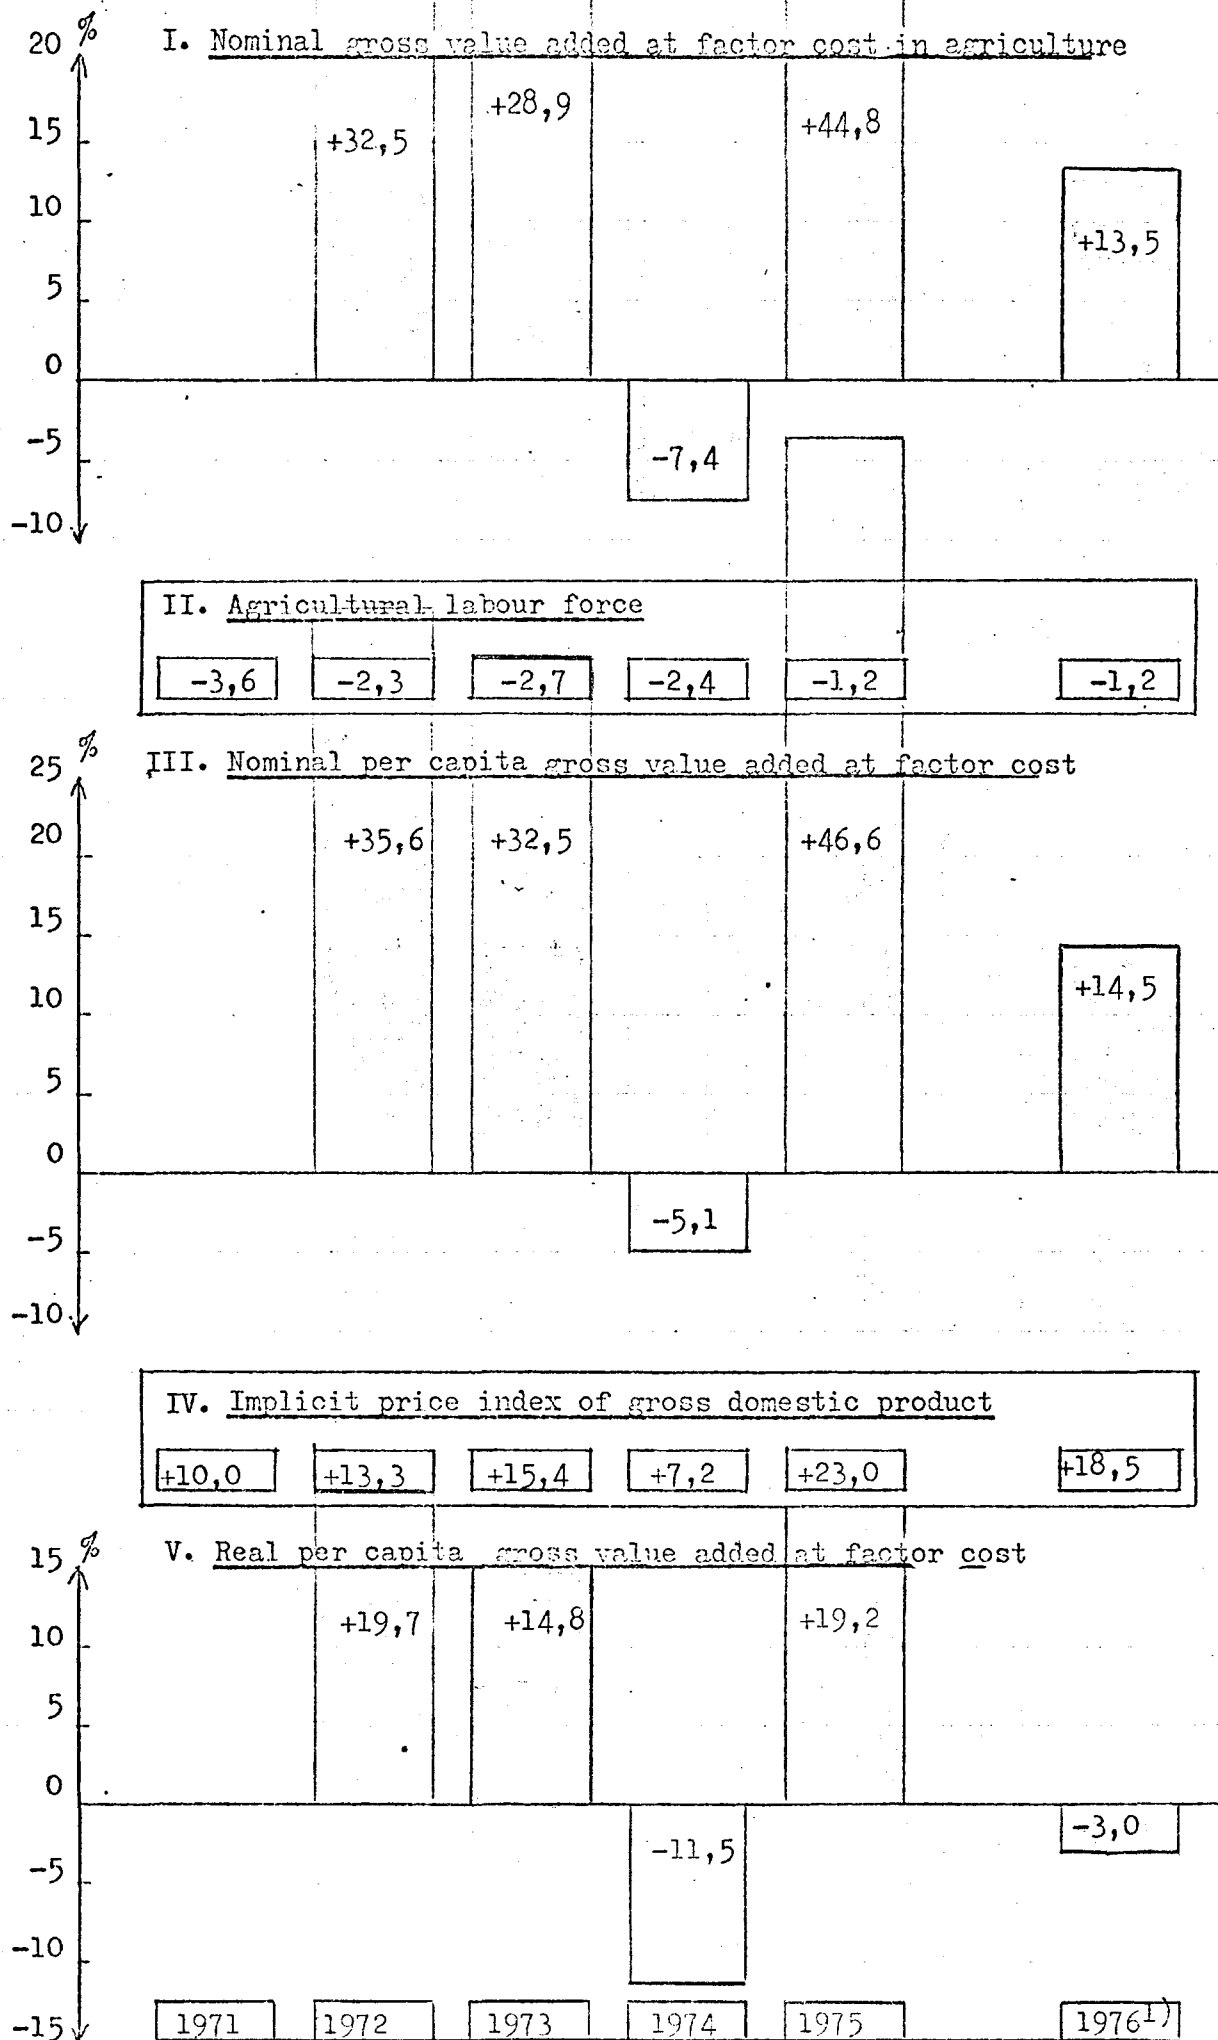 %
20 I. Nominal gross value added at factor cost in agriculture
+28,9
15 +32,5 +44,8
10
+13,5
5
0
-5
-7,4
-10
II. Agricultural labour force
-3,6 -2,3 -2,7 -2,4 -1,2 -1,2
%
25 III. Nominal per capita gross value added at factor cost
20 +35,6 +32,5 +46,6
15
10 +14,5
5
0
-5,1
-5
-10
IV. Implicit price index of gross domestic product
+10,0 +13,3 +15,4 +7,2 +23,0 +18,5
%
15 V. Real per capita gross value added at factor cost
+19,7 +14,8 +19,2
10
5
0
-3,0
-11,5
-5
-10
-15 1971 1972 1973 1974 1975 1976 1)